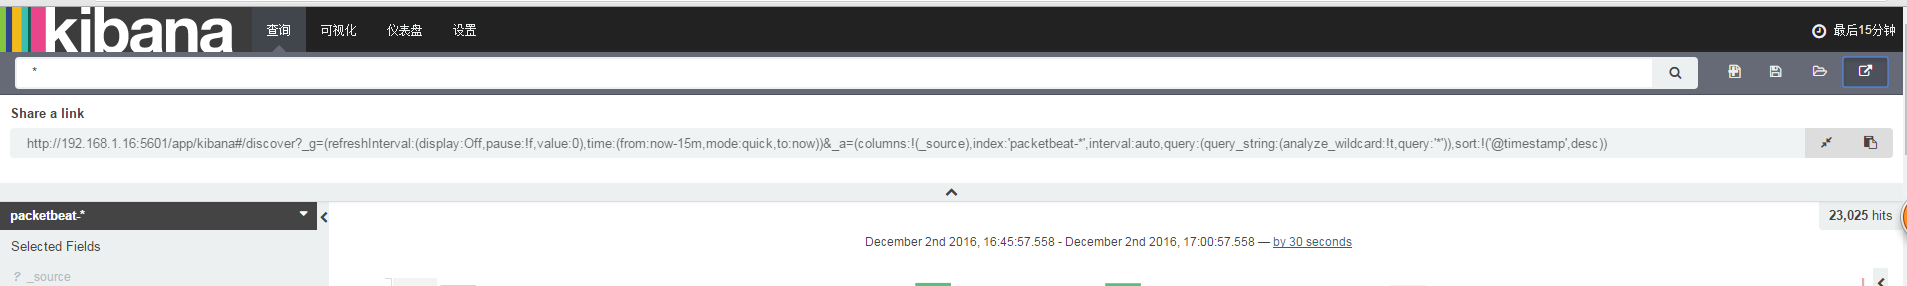 kibana 查询 可视化 仪表盘 设置 最后15分钟
*
Share a link
http://192.168.1.16:5601/app/kibana#/discover?_g=(refreshInterval:(display:Off,pause:!f,value:0),time:(from:now-15m,mode:quick,to:now))&_a=(columns:!(_source),index:'packetbeat-*',interval:auto,query:(query_string:(analyze_wildcard:!t,query:'*')),sort:!('@timestamp',desc))
packetbeat-* 23,025 hits
December 2nd 2016, 16:45:57.558 - December 2nd 2016, 17:00:57.558 — by 30 seconds
Selected Fields
? _source